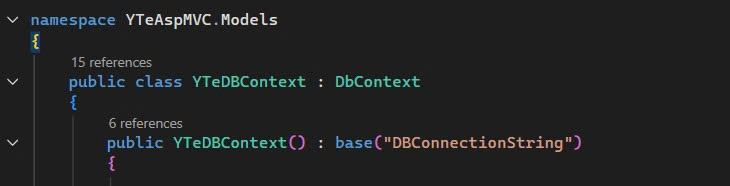 namespace YTeAspMVC.Models
{
15 references
public class YTeDBContext : DbContext
{
6 references
public YTeDBContext() : base("DBConnectionString")
{